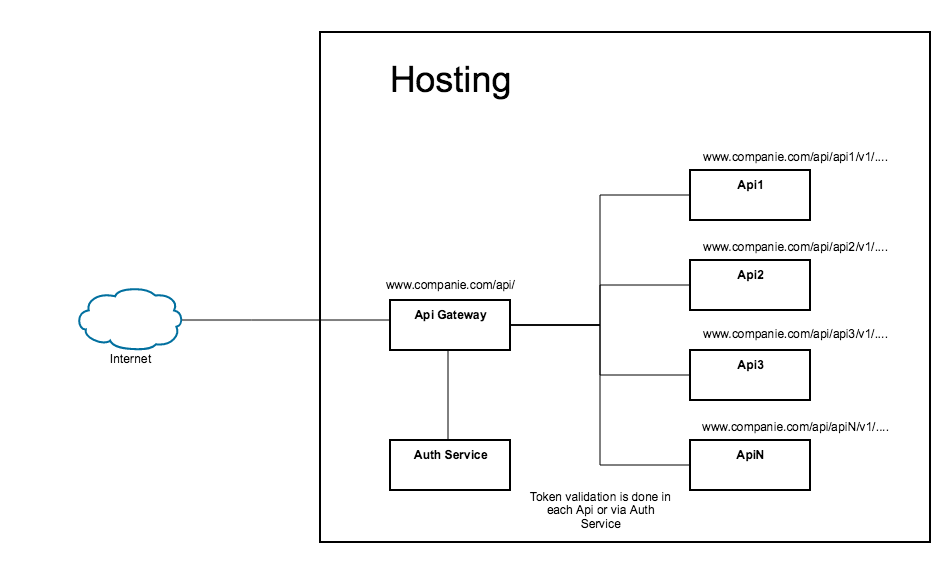 Hosting
www.companie.com/api/api1/v1/....
Api1
www.companie.com/api/api2/v1/....
Api2
www.companie.com/api/
Api Gateway
Internet
www.companie.com/api/api3/v1/....
Api3
www.companie.com/api/apiN/v1/....
Auth Service
ApiN
Token validation is done in
each Api or via Auth
Service